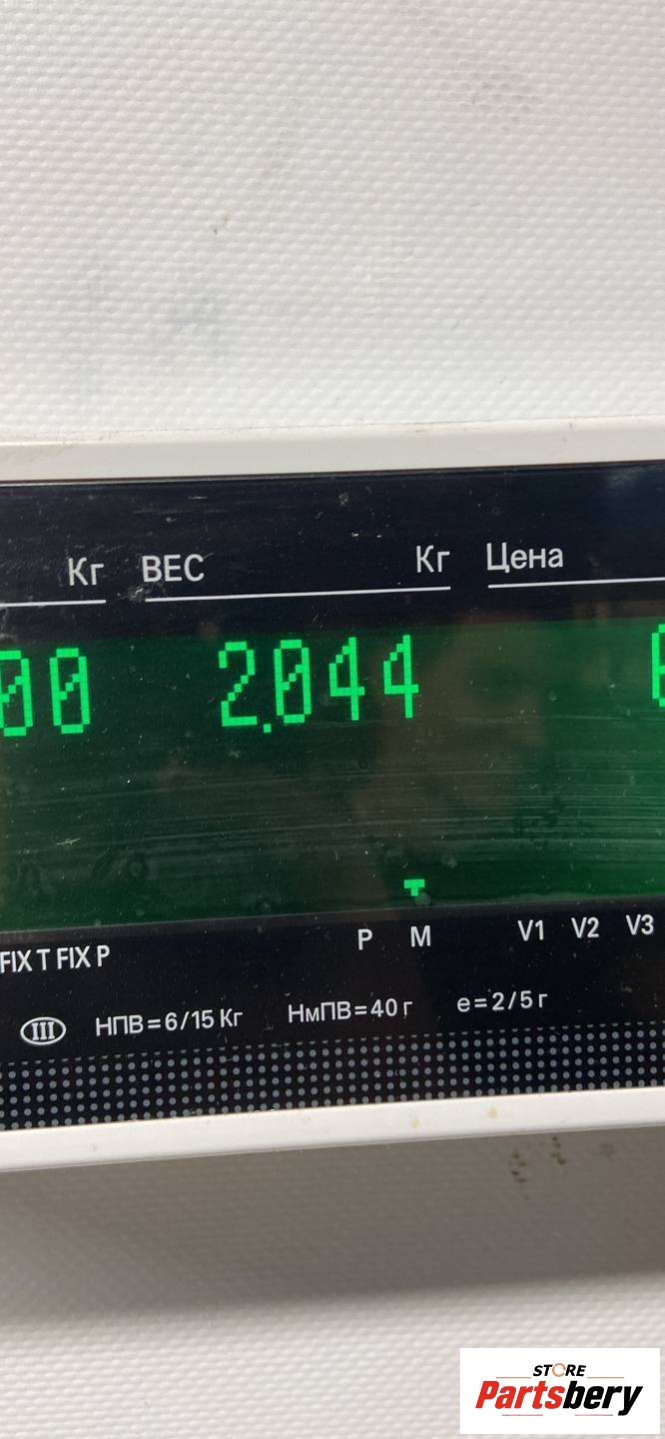 Кг ВЕС Кг Цена
00 2.044
FIX T FIX P P M V1 V2 V3
III НПВ=6/15 Кг НмПВ=40 г e=2/5 г
STORE
Partsbery